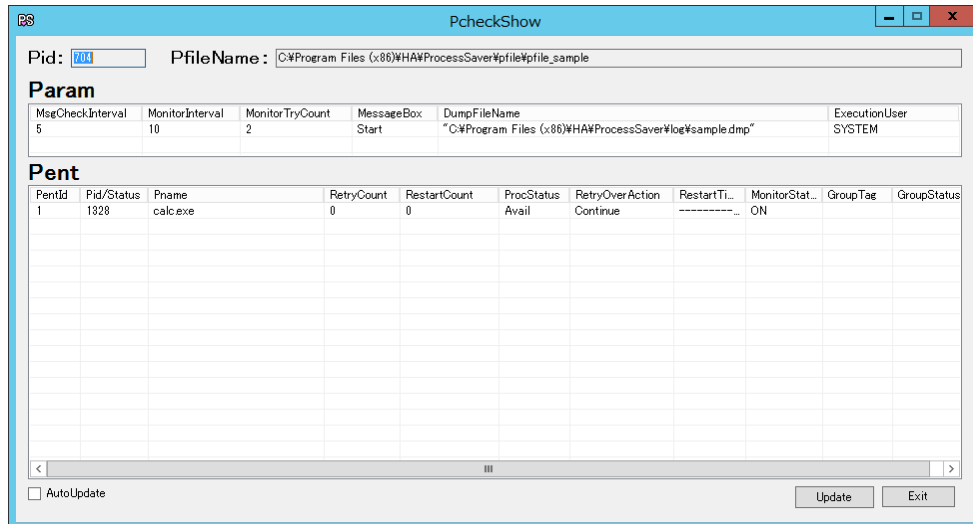 PS PcheckShow
Pid: 704 PfileName: C:¥Program Files (x86)¥HA¥ProcessSaver¥pfile¥pfile_sample
Param
MsgCheckInterval MonitorInterval MonitorTryCount MessageBox DumpFileName ExecutionUser
5 10 2 Start "C:¥Program Files (x86)¥HA¥ProcessSaver¥log¥sample.dmp" SYSTEM
Pent
PentId Pid/Status Pname RetryCount RestartCount ProcStatus RetryOverAction RestartTi... MonitorStat... GroupTag GroupStatus
1 1328 calc.exe 0 0 Avail Continue ---------... ON
AutoUpdate Update Exit